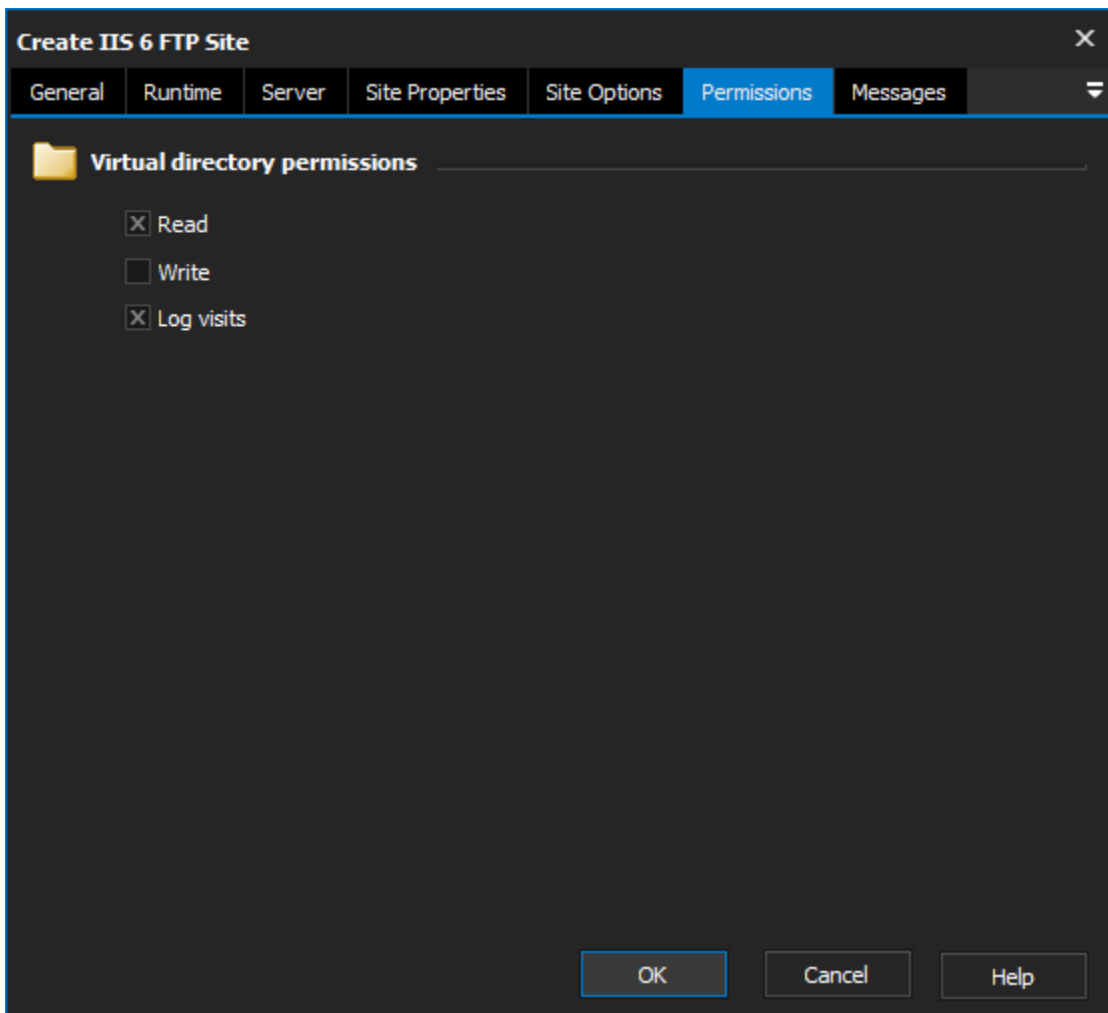 Create IIS 6 FTP Site
General Runtime Server Site Properties Site Options Permissions Messages
Virtual directory permissions
Read
Write
Log visits
OK Cancel Help